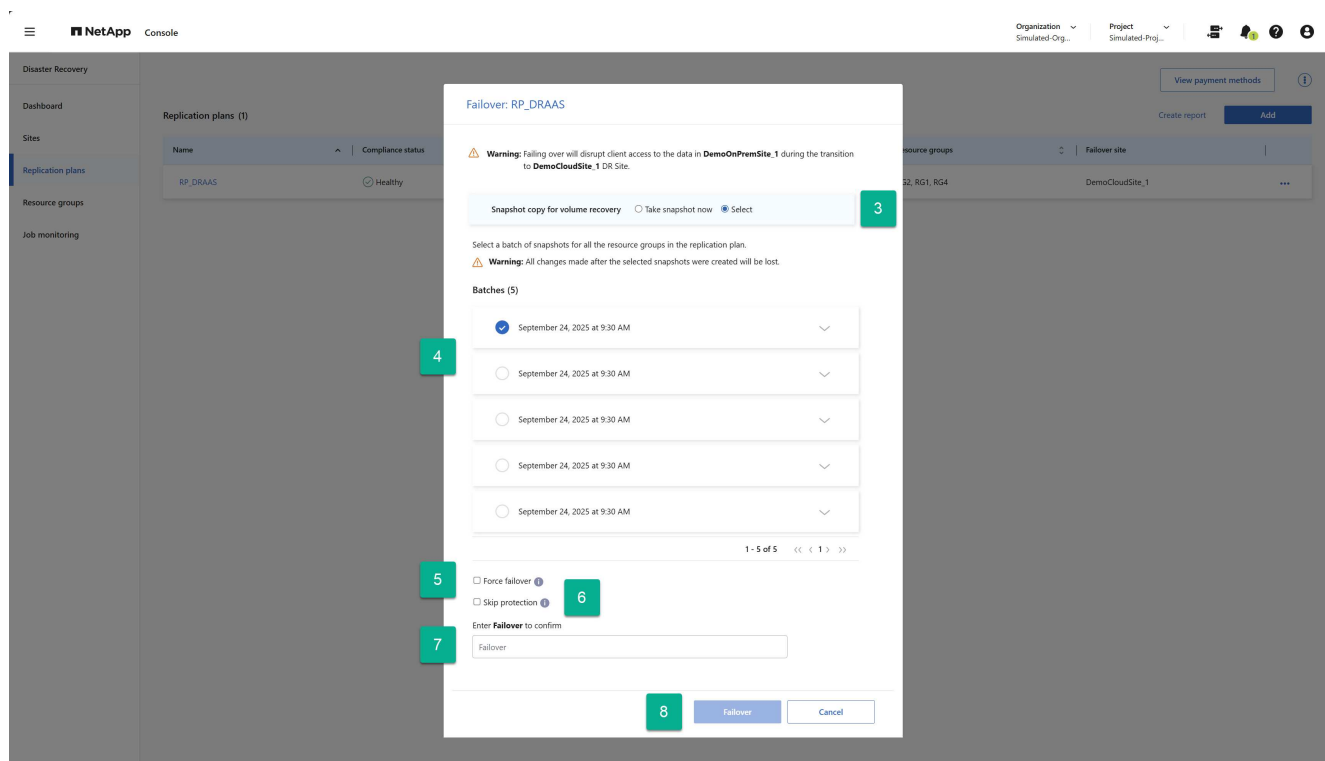 NetApp Console
Organization
Simulated-Org...
Project
Simulated-Proj...
1
Disaster Recovery
Dashboard
Sites
Replication plans
Resource groups
Job monitoring
View payment methods
Replication plans (1)
Create report
Add
Name
Compliance status
esource groups
Failover site
RP_DRAAS
Healthy
G2, RG1, RG4
DemoCloudSite_1
Failover: RP_DRAAS
Warning: Failing over will disrupt client access to the data in DemoOnPremSite_1 during the transition
to DemoCloudSite_1 DR Site.
Snapshot copy for volume recovery Take snapshot now Select
3
Select a batch of snapshots for all the resource groups in the replication plan.
Warning: All changes made after the selected snapshots were created will be lost.
Batches (5)
September 24, 2025 at 9:30 AM
4
September 24, 2025 at 9:30 AM
September 24, 2025 at 9:30 AM
September 24, 2025 at 9:30 AM
September 24, 2025 at 9:30 AM
1 - 5 of 5 << < 1 > >>
5
Force failover
Skip protection
6
Enter Failover to confirm
7
Failover
8
Failover
Cancel